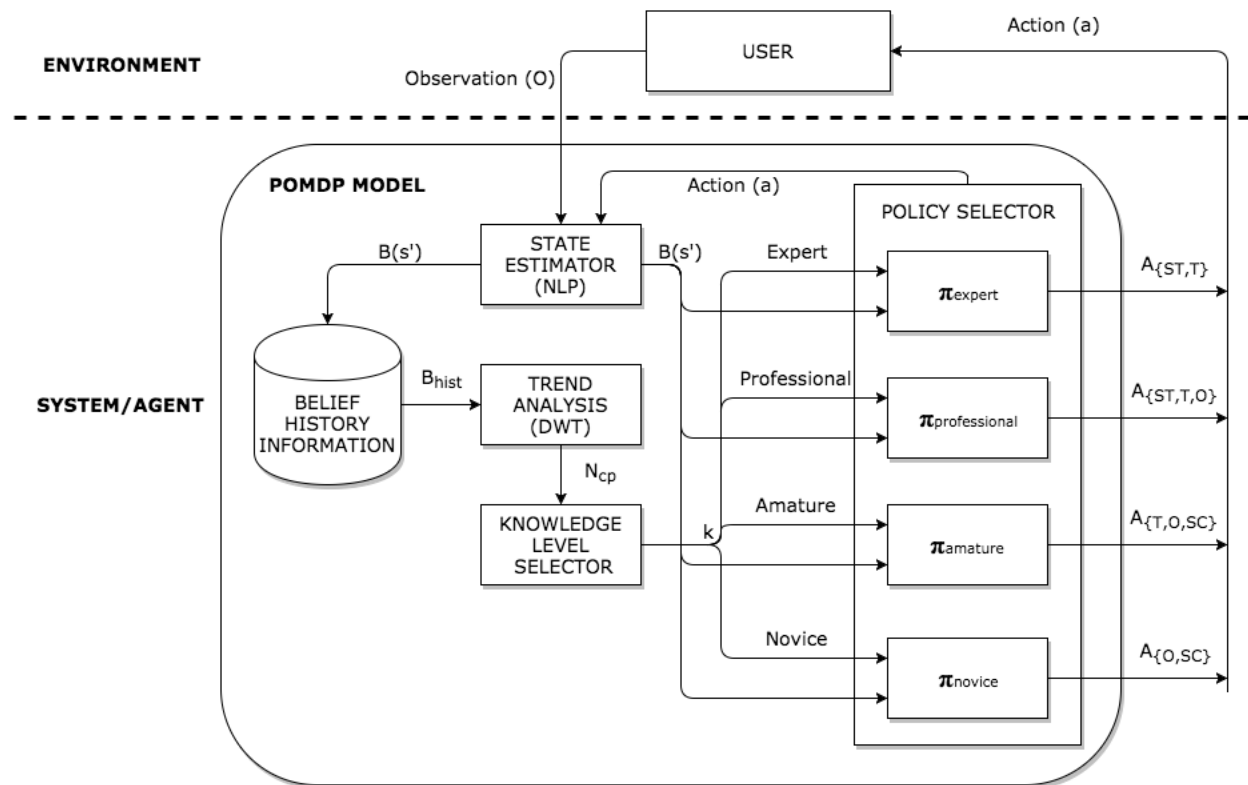 Action (a)
USER
ENVIRONMENT
Observation (O)
POMDP MODEL
Action (a)
POLICY SELECTOR
STATE
ESTIMATOR
(NLP)
B(s')
B(s')
Expert
πexpert
A{ST,T}
SYSTEM/AGENT
BELIEF
HISTORY
INFORMATION
Bhist
TREND
ANALYSIS
(DWT)
Professional
πprofessional
A{ST,T,O}
Ncp
KNOWLEDGE
LEVEL
SELECTOR
k
Amature
πamature
A{T,O,SC}
Novice
πnovice
A{O,SC}